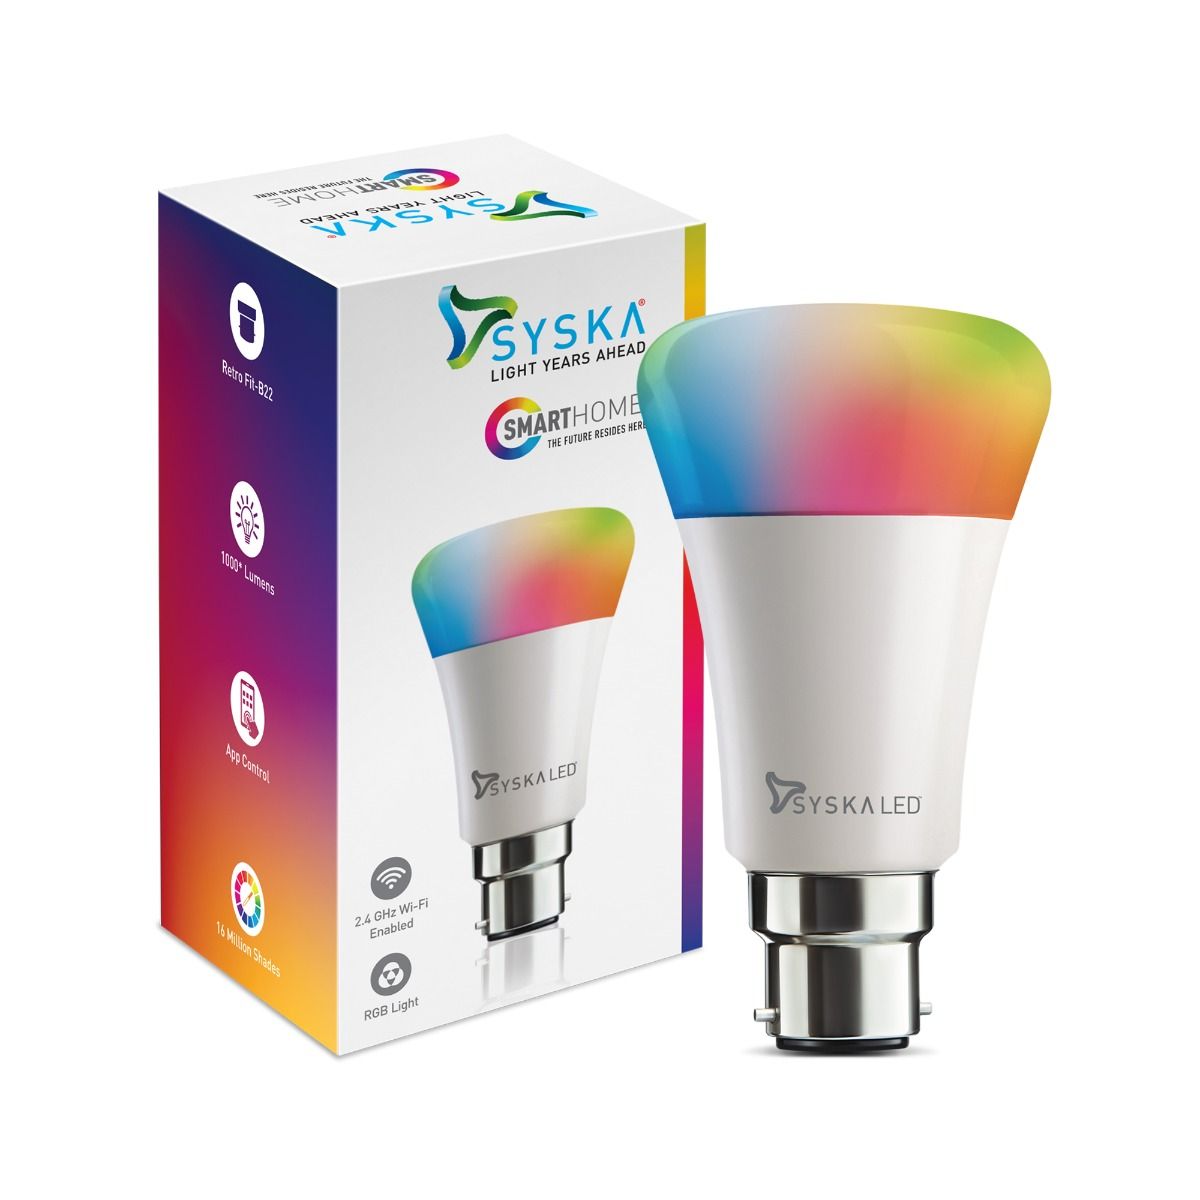 SMARTHOME
THE FUTURE RESIDES HERE
SYSKA®
LIGHT YEARS AHEAD
Retro Fit-B22
1000* Lumens
App Control
16 Million Shades
SYSKA®
LIGHT YEARS AHEAD
SMARTHOME
THE FUTURE RESIDES HERE
SYSKA LED
2.4 GHz Wi-Fi
Enabled
RGB Light
SYSKA LED™